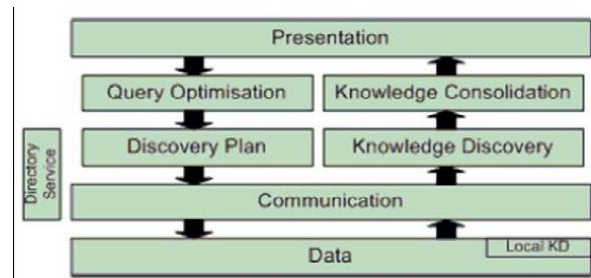 Presentation
Query Optimisation
Knowledge Consolidation
Discovery Plan
Knowledge Discovery
Directory
Service
Communication
Data
Local KD